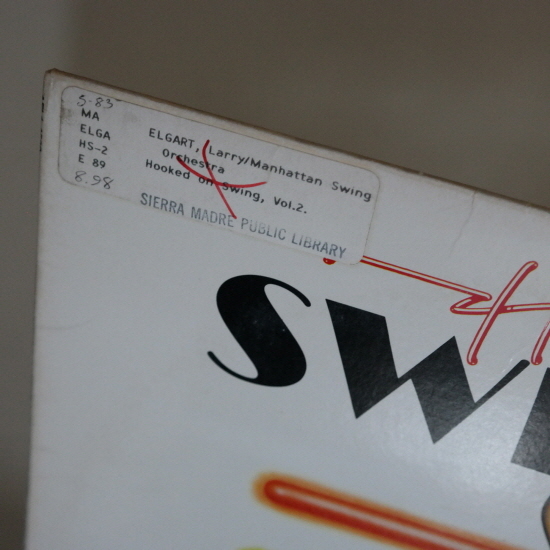 5-83
MA
ELGA
HS-2
E 89
8.98
ELGART, Larry/Manhattan Swing
Orchestra
Hooked on Swing, Vol.2.
SIERRA MADRE PUBLIC LIBRARY
H
SW